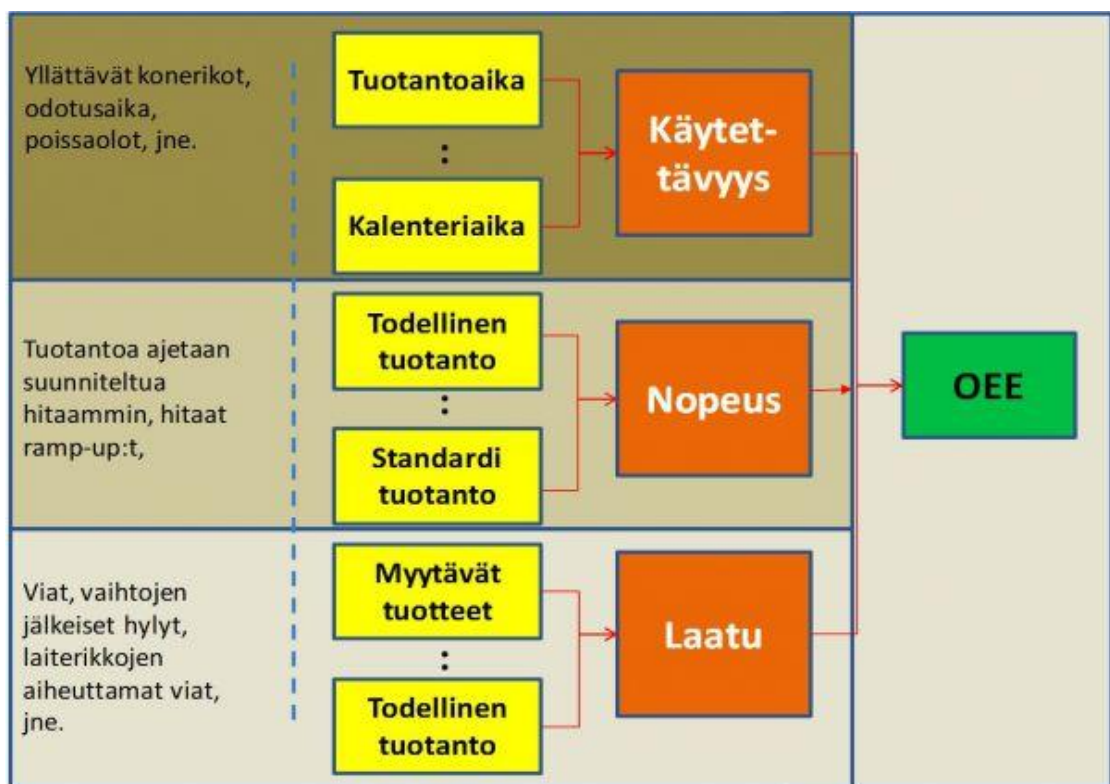 Yllättävät konerikot,
odotusaika,
poissaolot, jne.
Tuotantoaika
:
Kalenteriaika
Käytet-
tävyys
Tuotantoa ajetaan
suunniteltua
hitaammin, hitaat
ramp-up:t,
Todellinen
tuotanto
:
Standardi
tuotanto
Nopeus
OEE
Viat, vaihtojen
jälkeiset hylyt,
laiterikkojen
aiheuttamat viat,
jne.
Myytävät
tuotteet
:
Todellinen
tuotanto
Laatu